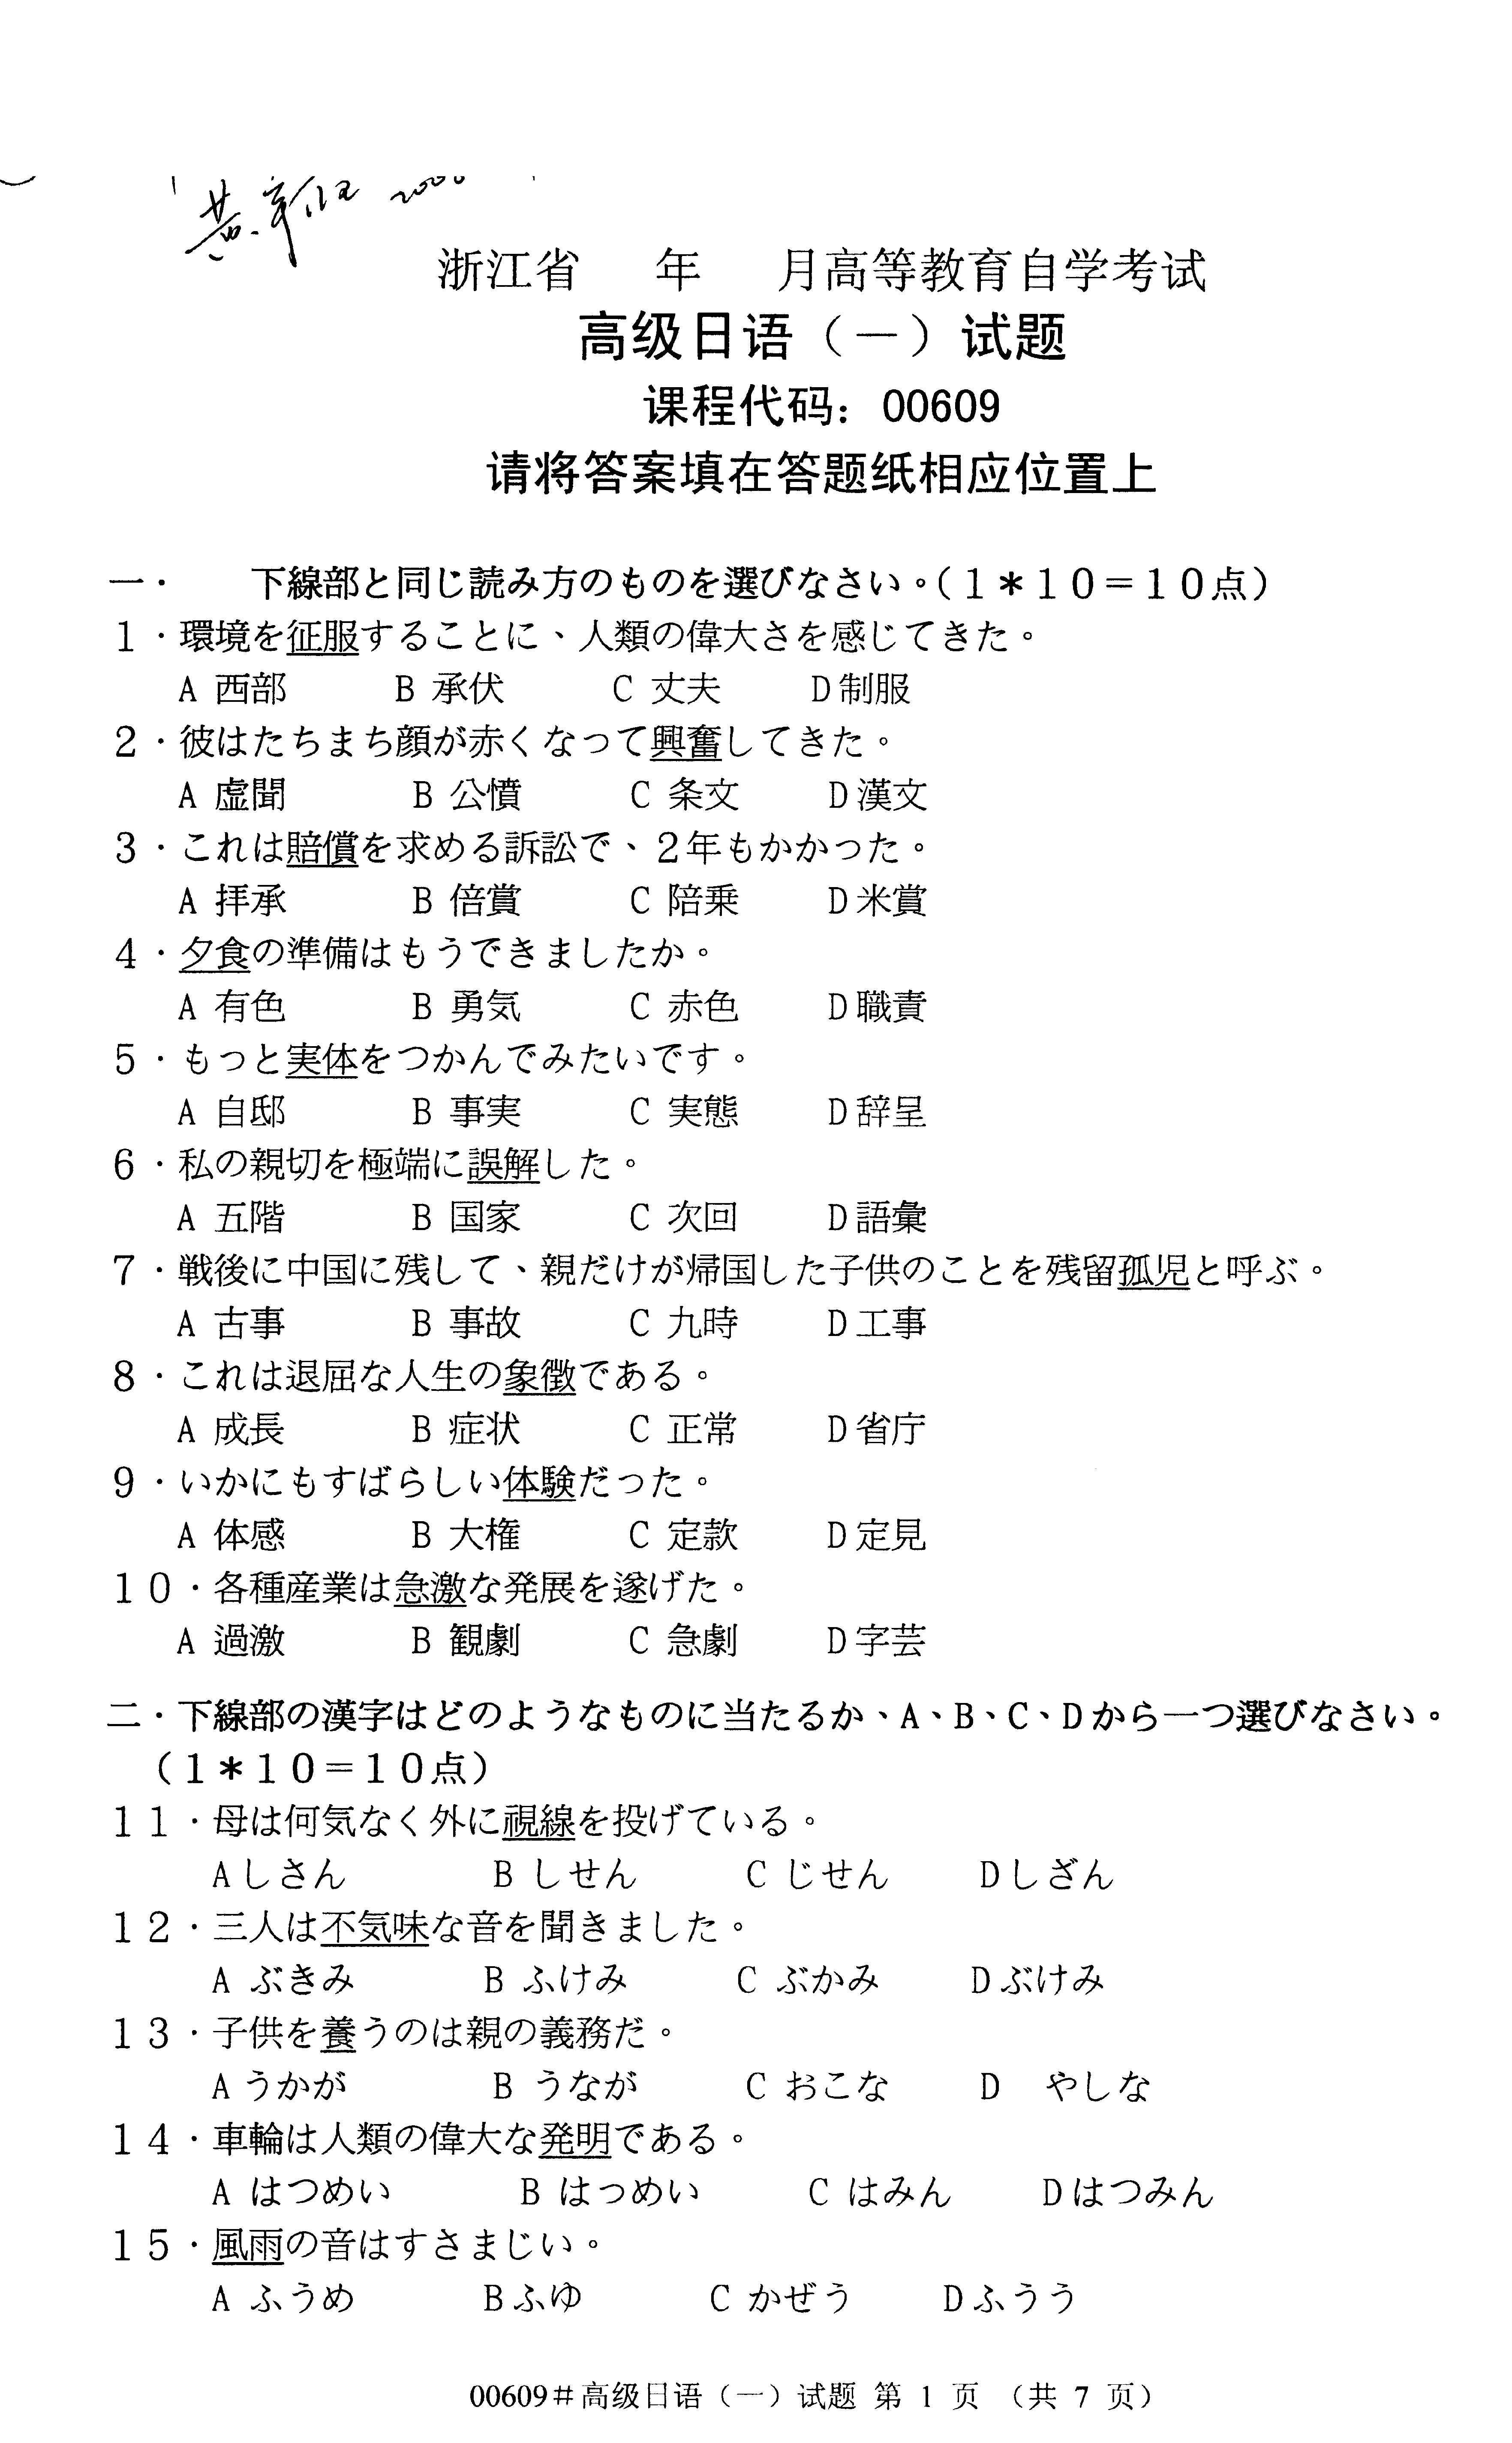 浙江省　年　月高等教育自学考试
高级日语（一）试题
课程代码：00609
请将答案填在答题纸相应位置上
一．　下線部と同じ読み方のものを選びなさい。（1＊10＝10点）
1．環境を征服することに、人類の偉大さを感じてきた。
A 西部　B 承伏　C 丈夫　D制服
2．彼はたちまち顔が赤くなって興奮してきた。
A 虚聞　B 公憤　C 条文　D漢文
3．これは賠償を求める訴訟で、2年もかかった。
A 拝承　B 倍賞　C 陪乗　D米賞
4．夕食の準備はもうできましたか。
A 有色　B 勇気　C 赤色　D職責
5．もっと実体をつかんでみたいです。
A 自邸　B 事実　C 実態　D辞呈
6．私の親切を極端に誤解した。
A 五階　B 国家　C 次回　D語彙
7．戦後に中国に残して、親だけが帰国した子供のことを残留孤児と呼ぶ。
A 古事　B 事故　C 九時　D工事
8．これは退屈な人生の象徴である。
A 成長　B 症状　C 正常　D省庁
9．いかにもすばらしい体験だった。
A 体感　B 大権　C 定款　D定見
10．各種産業は急激な発展を遂げた。
A 過激　B 観劇　C 急劇　D字芸
二．下線部の漢字はどのようなものに当たるか、A、B、C、Dから一つ選びなさい。
（1＊10＝10点）
11．母は何気なく外に視線を投げている。
Aしさん　B しせん　C じせん　Dしざん
12．三人は不気味な音を聞きました。
A ぶきみ　B ふけみ　C ぶかみ　Dぶけみ
13．子供を養うのは親の義務だ。
Aうかが　B うなが　C おこな　D　やしな
14．車輪は人類の偉大な発明である。
A はつめい　B はっめい　C はみん　Dはつみん
15．風雨の音はすさまじい。
A ふうめ　Bふゆ　C かぜう　Dふうう
00609＃高级日语（一）试题 第 1 页 （共 7 页）